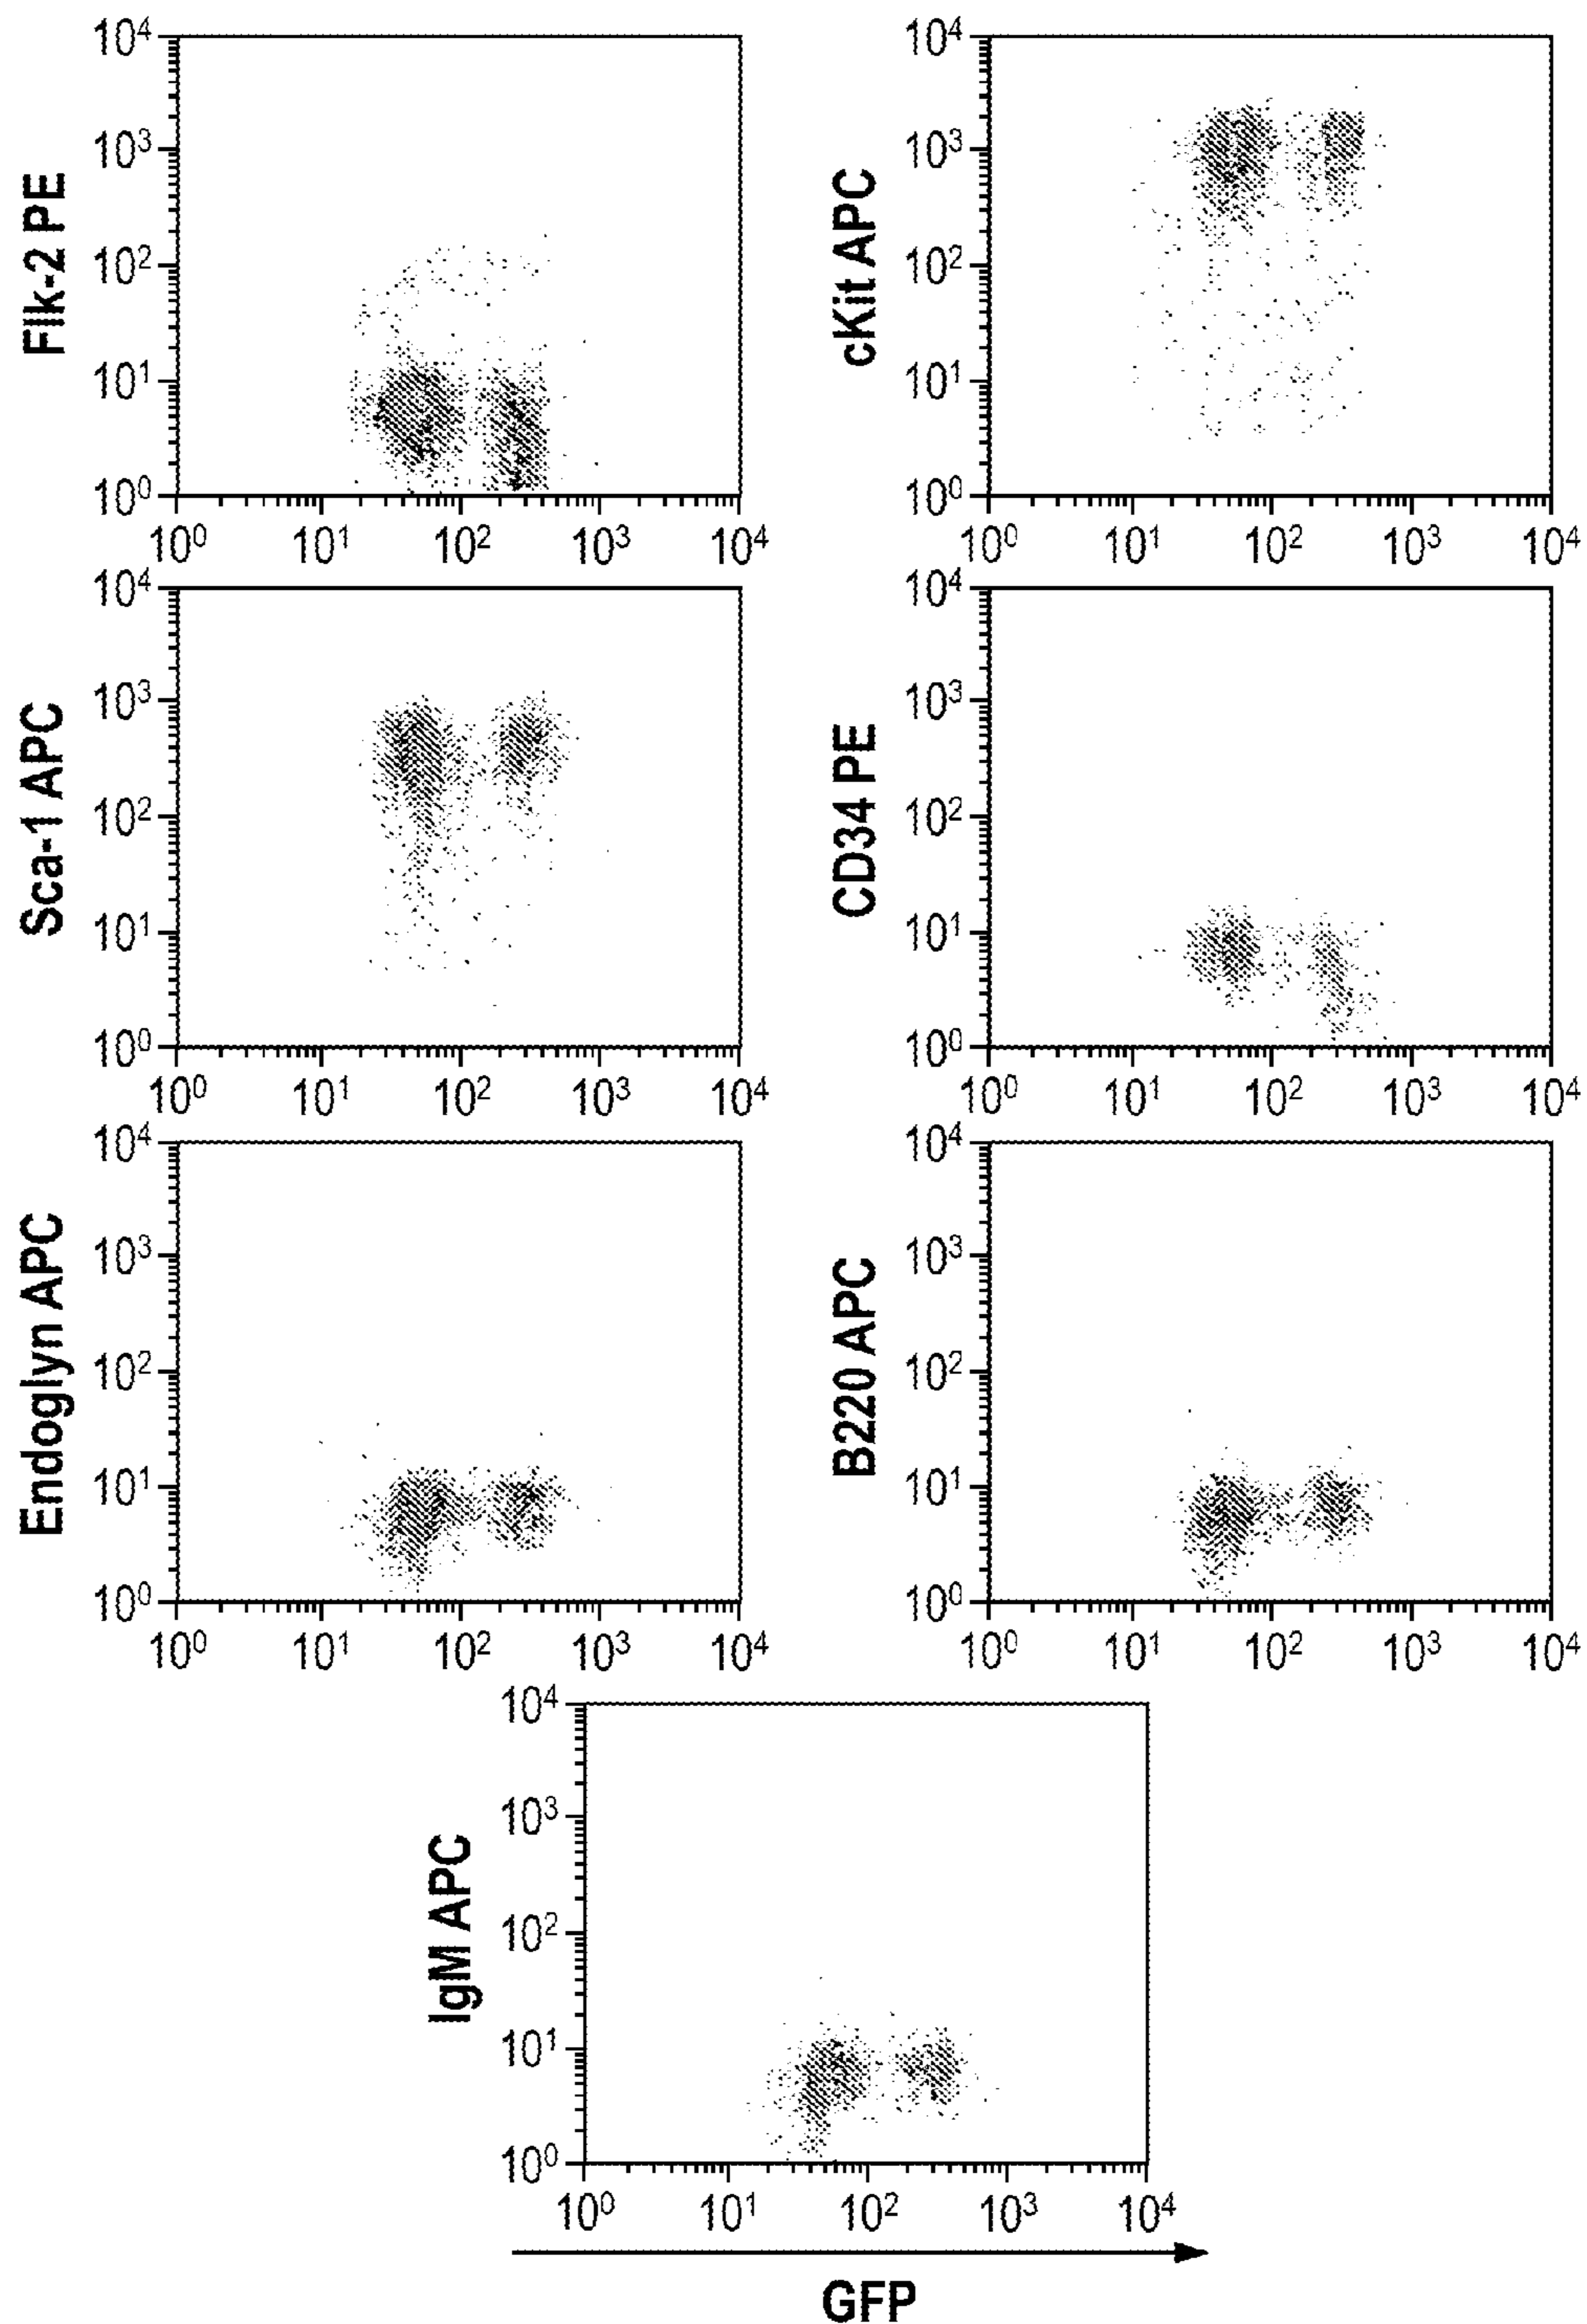 10⁴ 10⁴
10³ 10³
Flk-2 PE cKit APC
10² 10²
10¹ 10¹
10⁰ 10⁰
10⁰ 10¹ 10² 10³ 10⁴ 10⁰ 10¹ 10² 10³ 10⁴
10⁴ 10⁴
10³ 10³
Sca-1 APC CD34 PE
10² 10²
10¹ 10¹
10⁰ 10⁰
10⁰ 10¹ 10² 10³ 10⁴ 10⁰ 10¹ 10² 10³ 10⁴
10⁴ 10⁴
10³ 10³
Endoglyn APC B220 APC
10² 10²
10¹ 10¹
10⁰ 10⁰
10⁰ 10¹ 10² 10³ 10⁴ 10⁰ 10¹ 10² 10³ 10⁴
10⁴
10³
IgM APC
10²
10¹
10⁰
10⁰ 10¹ 10² 10³ 10⁴
GFP